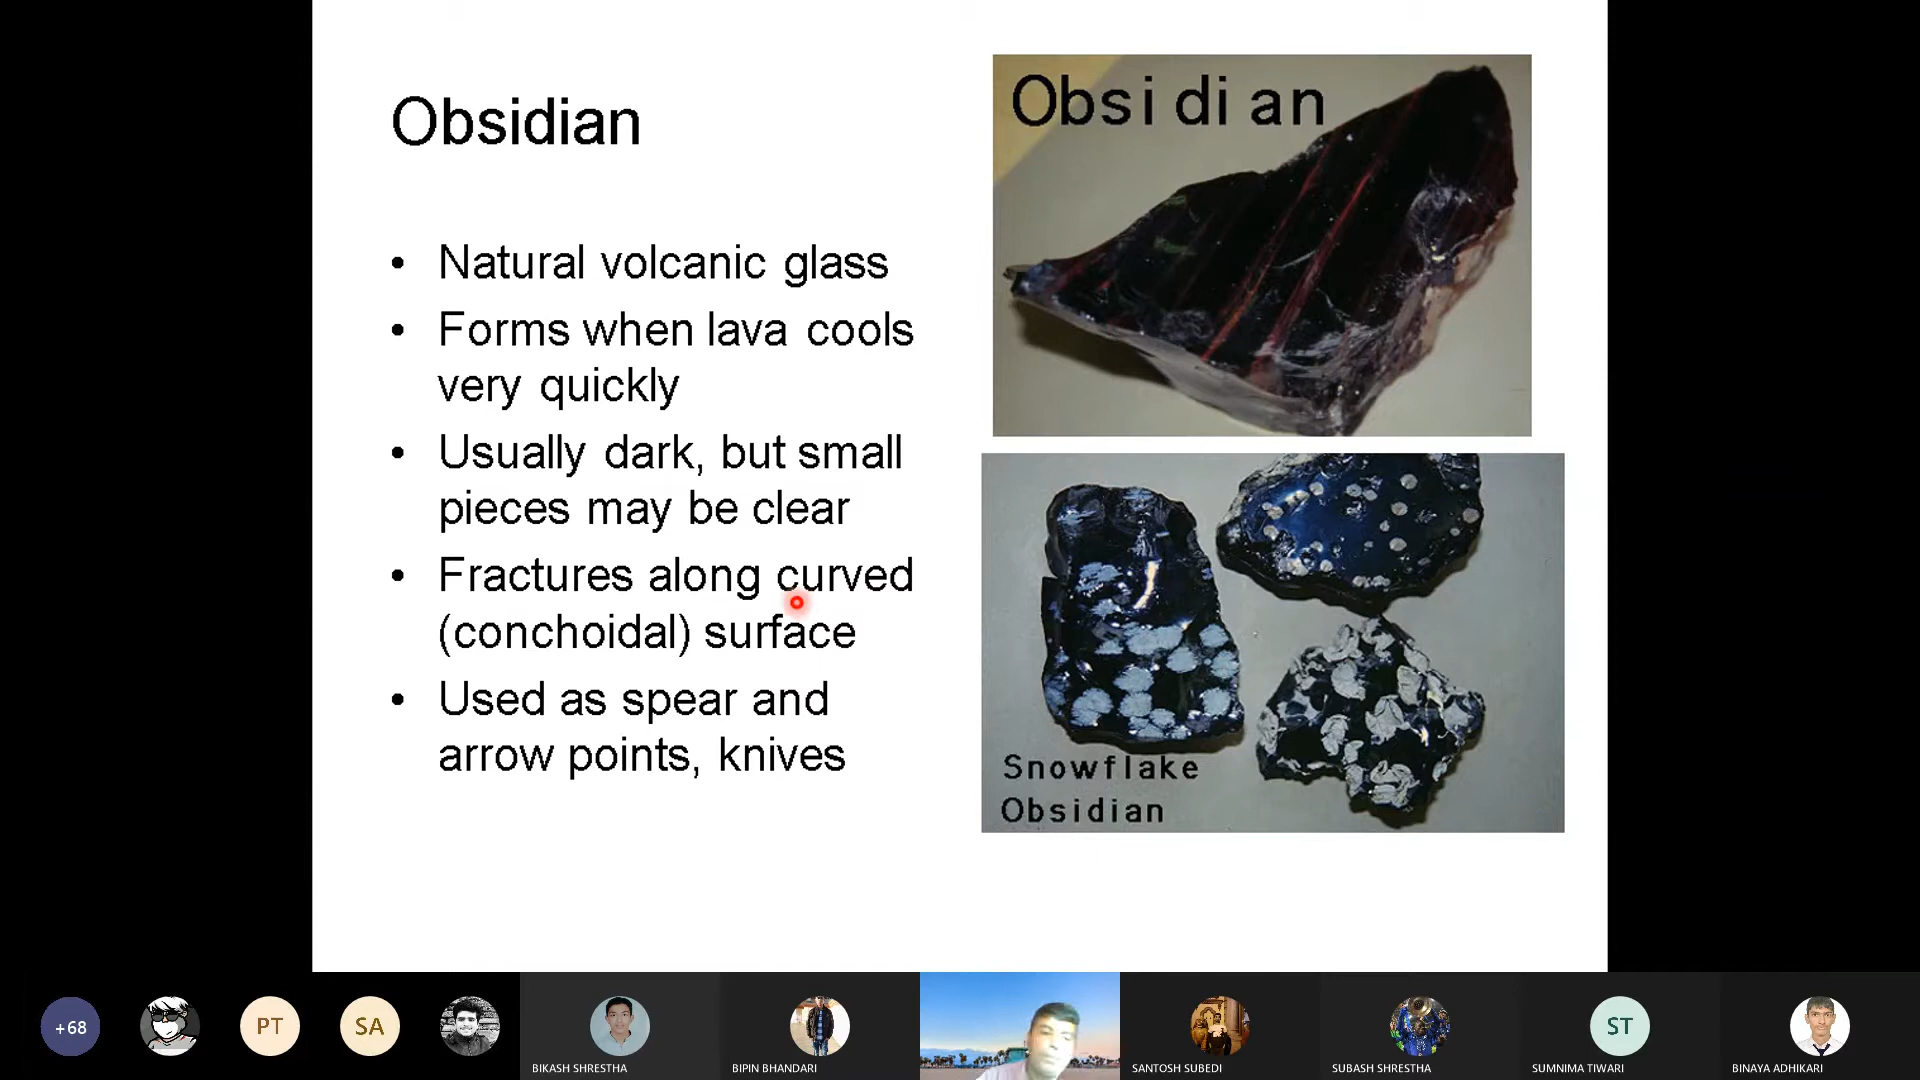 Obsidian
• Natural volcanic glass
• Forms when lava cools
very quickly
• Usually dark, but small
pieces may be clear
• Fractures along curved
(conchoidal) surface
• Used as spear and
arrow points, knives
Obsidian
Snowflake
Obsidian
+68
PT
SA
BIKASH SHRESTHA
BIPIN BHANDARI
SANTOSH SUBEDI
SUBASH SHRESTHA
ST
SUMNIMA TIWARI
BINAYA ADHIKARI